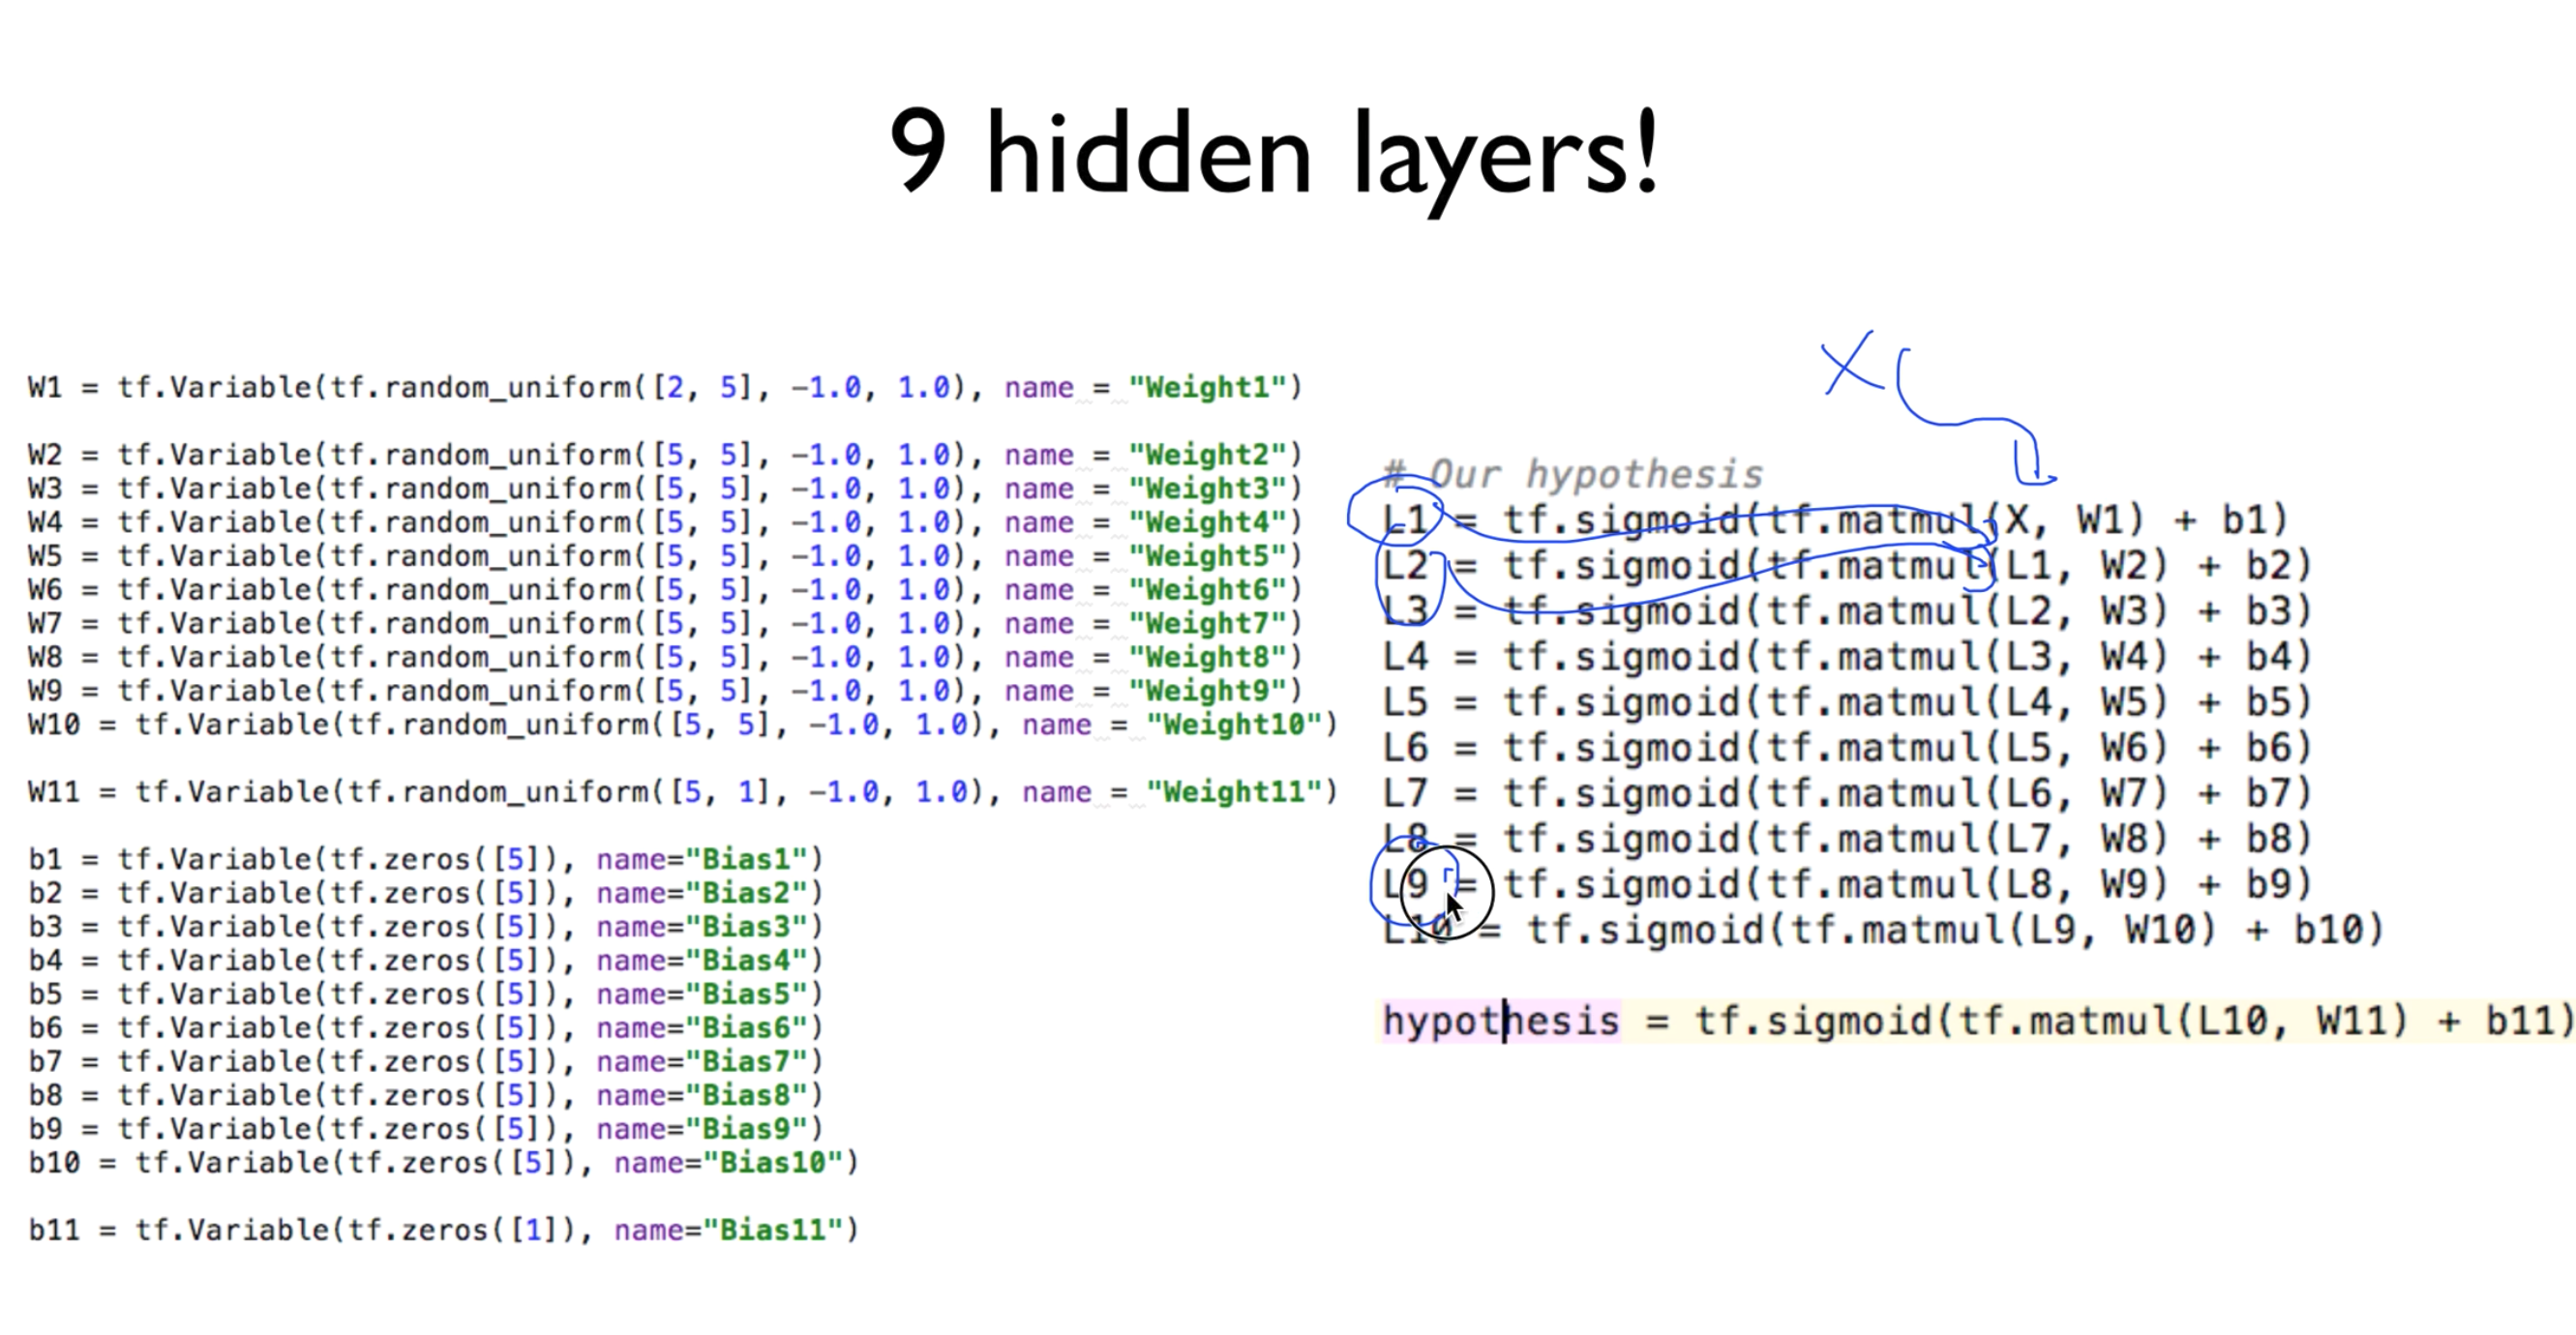 9 hidden layers!
W1 = tf.Variable(tf.random_uniform([2, 5], -1.0, 1.0), name = "Weight1")
W2 = tf.Variable(tf.random_uniform([5, 5], -1.0, 1.0), name = "Weight2")
W3 = tf.Variable(tf.random_uniform([5, 5], -1.0, 1.0), name = "Weight3")
W4 = tf.Variable(tf.random_uniform([5, 5], -1.0, 1.0), name = "Weight4")
W5 = tf.Variable(tf.random_uniform([5, 5], -1.0, 1.0), name = "Weight5")
W6 = tf.Variable(tf.random_uniform([5, 5], -1.0, 1.0), name = "Weight6")
W7 = tf.Variable(tf.random_uniform([5, 5], -1.0, 1.0), name = "Weight7")
W8 = tf.Variable(tf.random_uniform([5, 5], -1.0, 1.0), name = "Weight8")
W9 = tf.Variable(tf.random_uniform([5, 5], -1.0, 1.0), name = "Weight9")
W10 = tf.Variable(tf.random_uniform([5, 5], -1.0, 1.0), name = "Weight10")
W11 = tf.Variable(tf.random_uniform([5, 1], -1.0, 1.0), name = "Weight11")
b1 = tf.Variable(tf.zeros([5]), name="Bias1")
b2 = tf.Variable(tf.zeros([5]), name="Bias2")
b3 = tf.Variable(tf.zeros([5]), name="Bias3")
b4 = tf.Variable(tf.zeros([5]), name="Bias4")
b5 = tf.Variable(tf.zeros([5]), name="Bias5")
b6 = tf.Variable(tf.zeros([5]), name="Bias6")
b7 = tf.Variable(tf.zeros([5]), name="Bias7")
b8 = tf.Variable(tf.zeros([5]), name="Bias8")
b9 = tf.Variable(tf.zeros([5]), name="Bias9")
b10 = tf.Variable(tf.zeros([5]), name="Bias10")
b11 = tf.Variable(tf.zeros([1]), name="Bias11")
X
# Our hypothesis
L1 = tf.sigmoid(tf.matmul(X, W1) + b1)
L2 = tf.sigmoid(tf.matmul(L1, W2) + b2)
L3 = tf.sigmoid(tf.matmul(L2, W3) + b3)
L4 = tf.sigmoid(tf.matmul(L3, W4) + b4)
L5 = tf.sigmoid(tf.matmul(L4, W5) + b5)
L6 = tf.sigmoid(tf.matmul(L5, W6) + b6)
L7 = tf.sigmoid(tf.matmul(L6, W7) + b7)
L8 = tf.sigmoid(tf.matmul(L7, W8) + b8)
L9 = tf.sigmoid(tf.matmul(L8, W9) + b9)
L10 = tf.sigmoid(tf.matmul(L9, W10) + b10)
hypothesis = tf.sigmoid(tf.matmul(L10, W11) + b11)